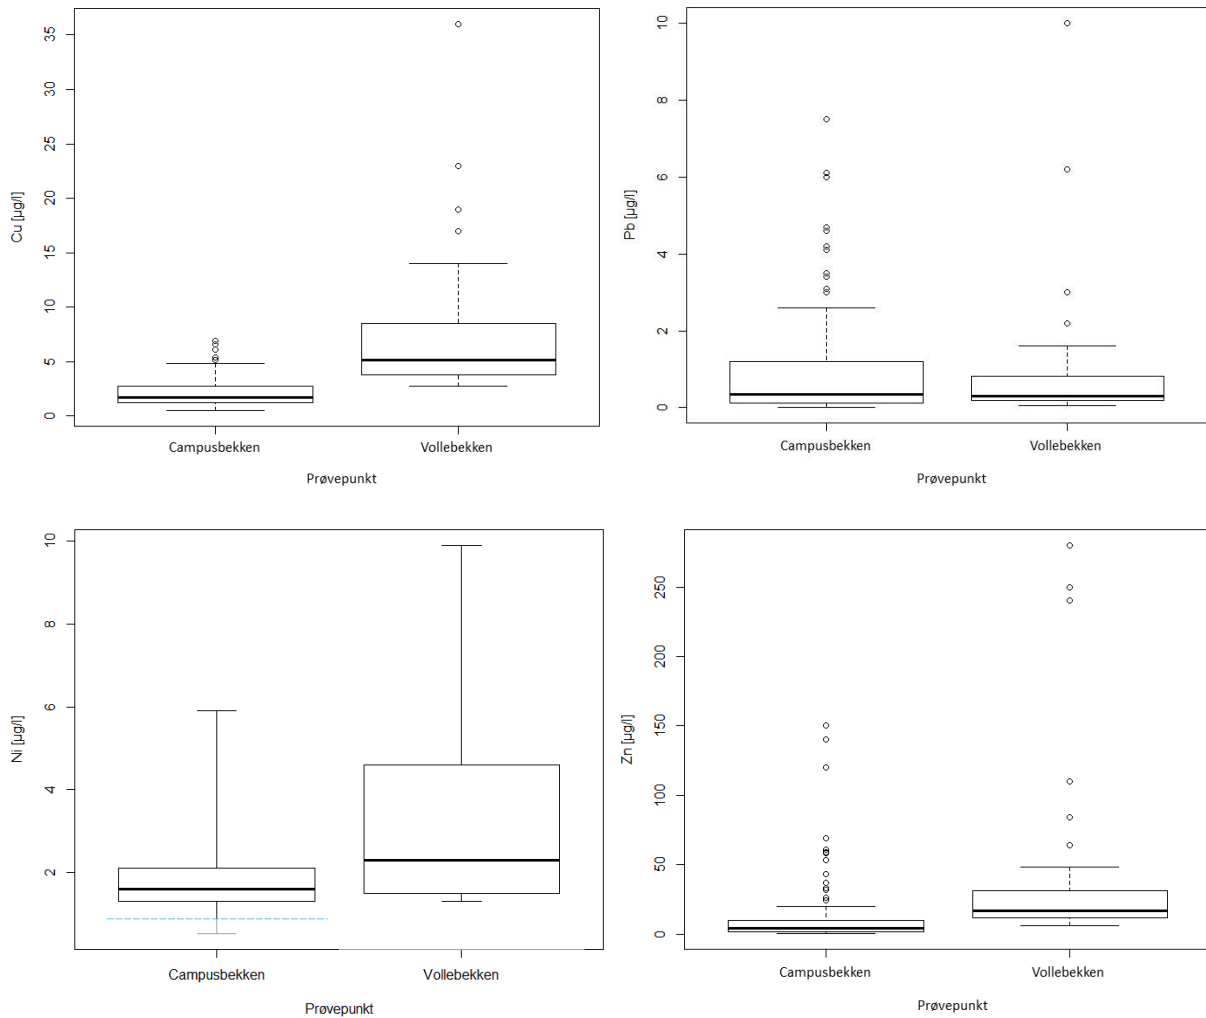 Cu [µg/l]
35
30
25
20
15
10
5
0
Campusbekken Vollebekken
Prøvepunkt
Pb [µg/l]
10
8
6
4
2
0
Campusbekken Vollebekken
Prøvepunkt
Ni [µg/l]
10
8
6
4
2
Campusbekken Vollebekken
Prøvepunkt
Zn [µg/l]
250
200
150
100
50
0
Campusbekken Vollebekken
Prøvepunkt